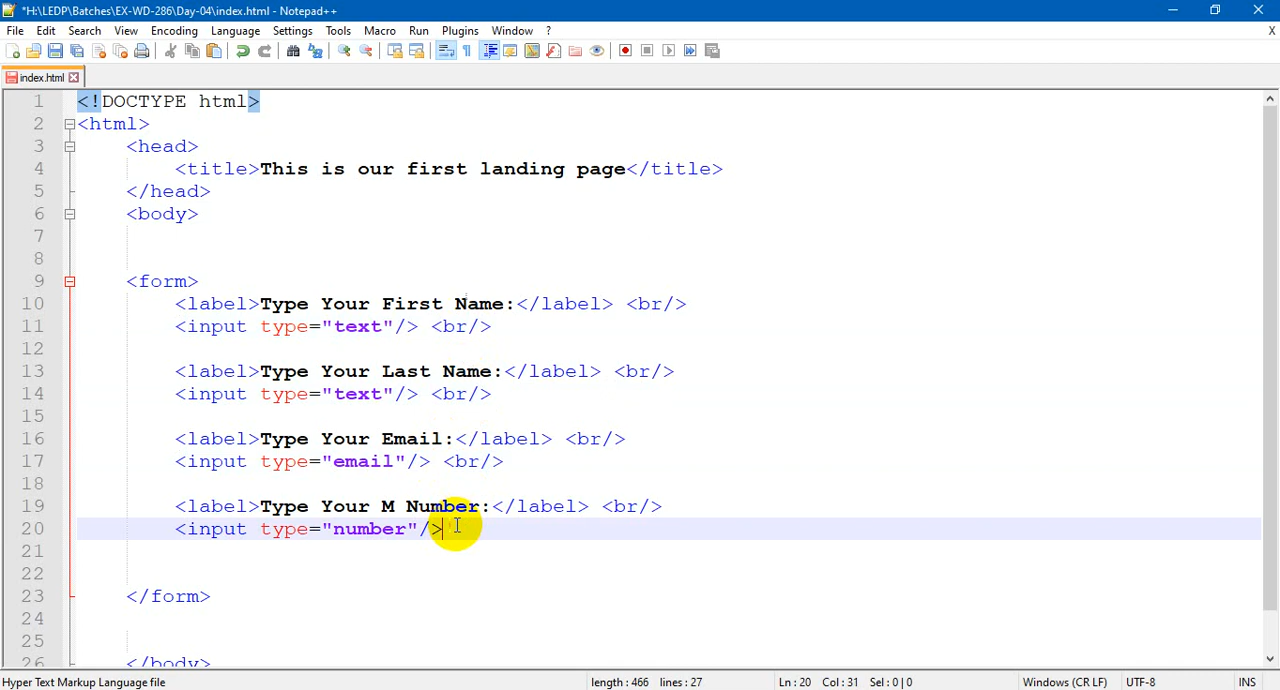 *H:\LEDP\Batches\EX-WD-286\Day-04\index.html - Notepad++
File Edit Search View Encoding Language Settings Tools Macro Run Plugins Window ? X
index.html
1 <!DOCTYPE html>
2 <html>
3 <head>
4 <title>This is our first landing page</title>
5 </head>
6 <body>
7
8
9 <form>
10 <label>Type Your First Name:</label> <br/>
11 <input type="text"/> <br/>
12
13 <label>Type Your Last Name:</label> <br/>
14 <input type="text"/> <br/>
15
16 <label>Type Your Email:</label> <br/>
17 <input type="email"/> <br/>
18
19 <label>Type Your M Number:</label> <br/>
20 <input type="number"/>
21
22
23 </form>
24
25
26 </body>
Hyper Text Markup Language file length : 466 lines : 27 Ln : 20 Col : 31 Sel : 0 | 0 Windows (CR LF) UTF-8 INS